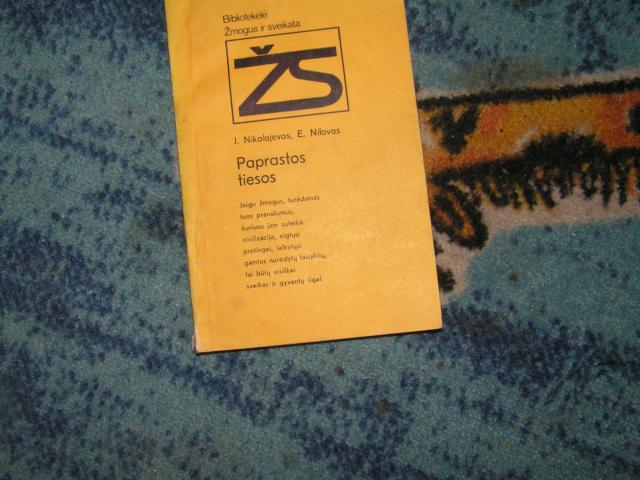 Bibliotekėlė
Žmogus ir sveikata
ŽS
J. Nikolajevas, E. Nilovas
Paprastos
tiesos
Jeigu žmogus, turėdamas
tuos pranašumus,
kuriuos jam suteikė
civilizacija, elgtųsi
protingai, laikytųsi
gamtos nurodytų taisyklių,
tai būtų visiškai
sveikas ir gyventų ilgai.